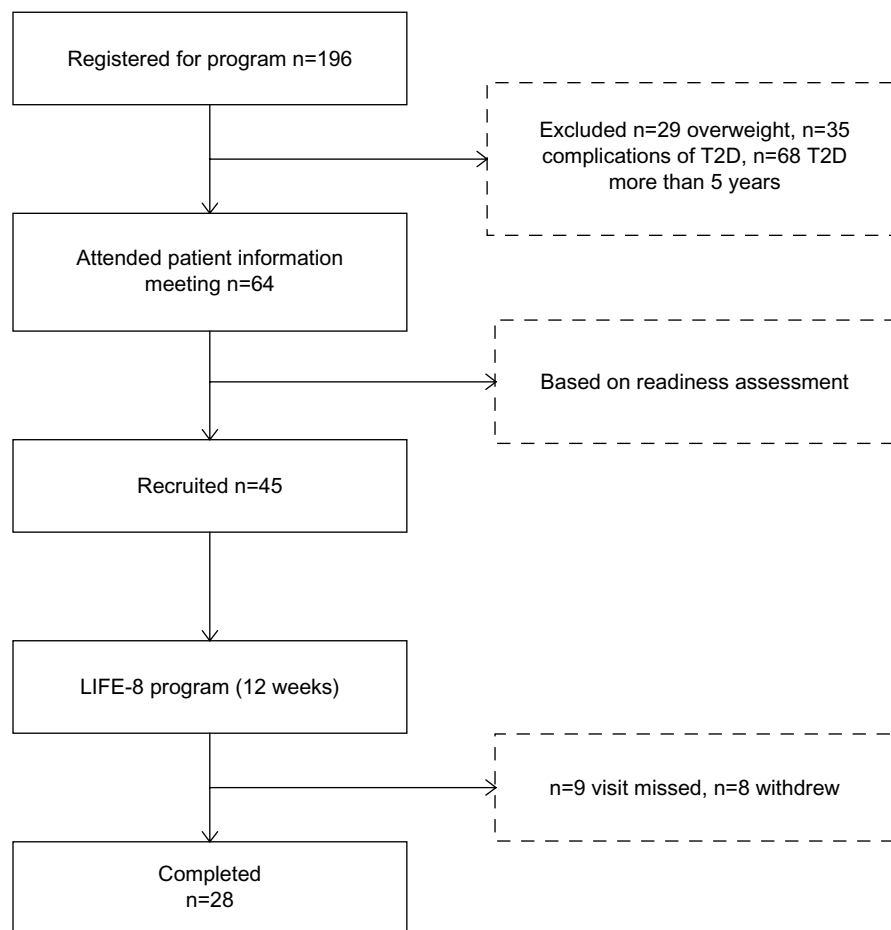 Registered for program n=196
Excluded n=29 overweight, n=35
complications of T2D, n=68 T2D
more than 5 years
Attended patient information
meeting n=64
Based on readiness assessment
Recruited n=45
LIFE-8 program (12 weeks)
n=9 visit missed, n=8 withdrew
Completed
n=28